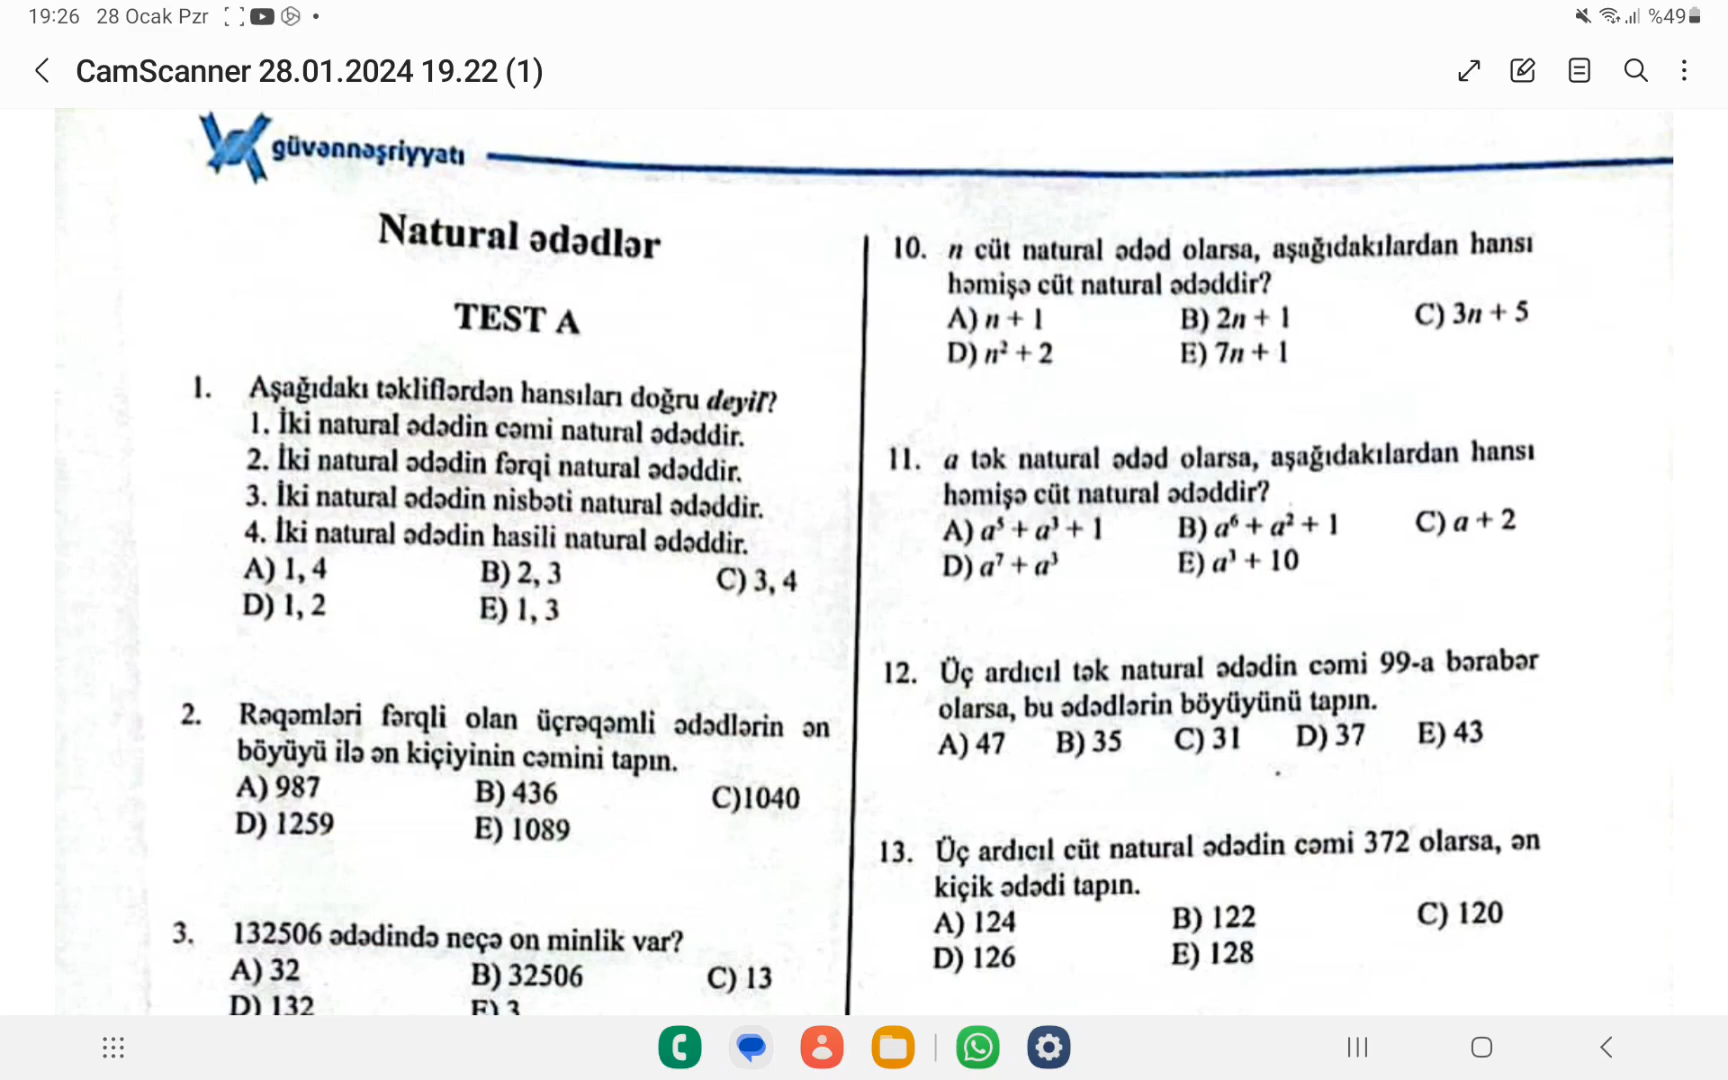 19:26 28 Ocak Pzr
%49
CamScanner 28.01.2024 19.22 (1)
güvənnəşriyyatı
Natural ədədlər
TEST A
1. Aşağıdakı təkliflərdən hansıları doğru deyil?
1. İki natural ədədin cəmi natural ədəddir.
2. İki natural ədədin fərqi natural ədəddir.
3. İki natural ədədin nisbəti natural ədəddir.
4. İki natural ədədin hasili natural ədəddir.
A) 1, 4 B) 2, 3 C) 3, 4
D) 1, 2 E) 1, 3
2. Rəqəmləri fərqli olan üçrəqəmli ədədlərin ən
böyüyü ilə ən kiçiyinin cəmini tapın.
A) 987 B) 436 C)1040
D) 1259 E) 1089
3. 132506 ədədində neçə on minlik var?
A) 32 B) 32506 C) 13
D) 132 E) 3
10. n cüt natural ədəd olarsa, aşağıdakılardan hansı
həmişə cüt natural ədəddir?
A) n + 1 B) 2n + 1 C) 3n + 5
D) n² + 2 E) 7n + 1
11. a tək natural ədəd olarsa, aşağıdakılardan hansı
həmişə cüt natural ədəddir?
A) a⁵ + a³ + 1 B) a⁶ + a² + 1 C) a + 2
D) a⁷ + a³ E) a³ + 10
12. Üç ardıcıl tək natural ədədin cəmi 99-a bərabər
olarsa, bu ədədlərin böyüyünü tapın.
A) 47 B) 35 C) 31 D) 37 E) 43
13. Üç ardıcıl cüt natural ədədin cəmi 372 olarsa, ən
kiçik ədədi tapın.
A) 124 B) 122 C) 120
D) 126 E) 128